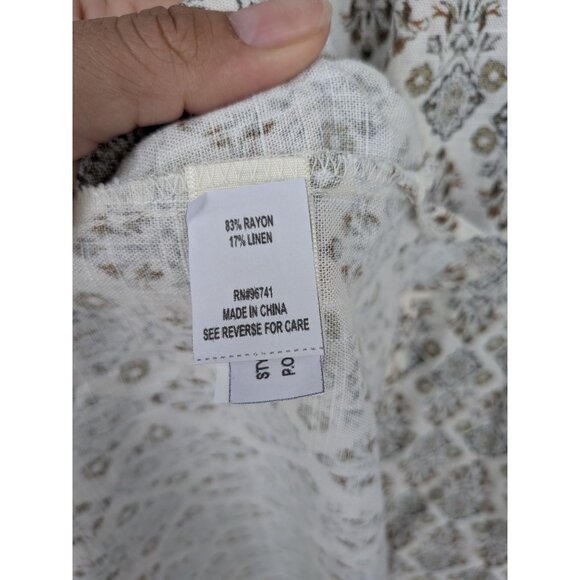 83% RAYON
17% LINEN
RN#96741
MADE IN CHINA
SEE REVERSE FOR CARE
P.O